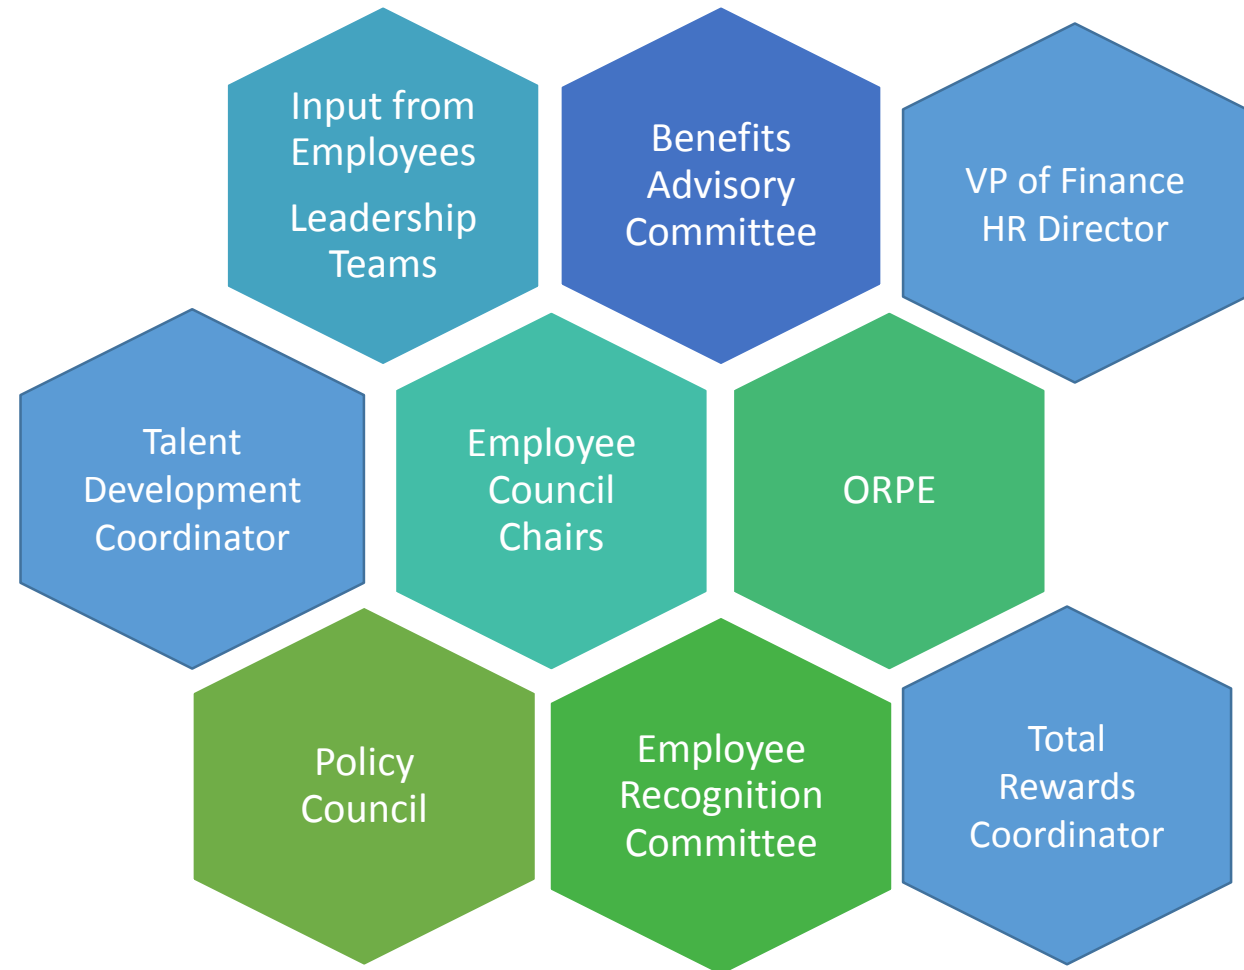 Input from
Employees
Leadership
Teams
Benefits
Advisory
Committee
VP of Finance
HR Director
Talent
Development
Coordinator
Employee
Council
Chairs
ORPE
Policy
Council
Employee
Recognition
Committee
Total
Rewards
Coordinator